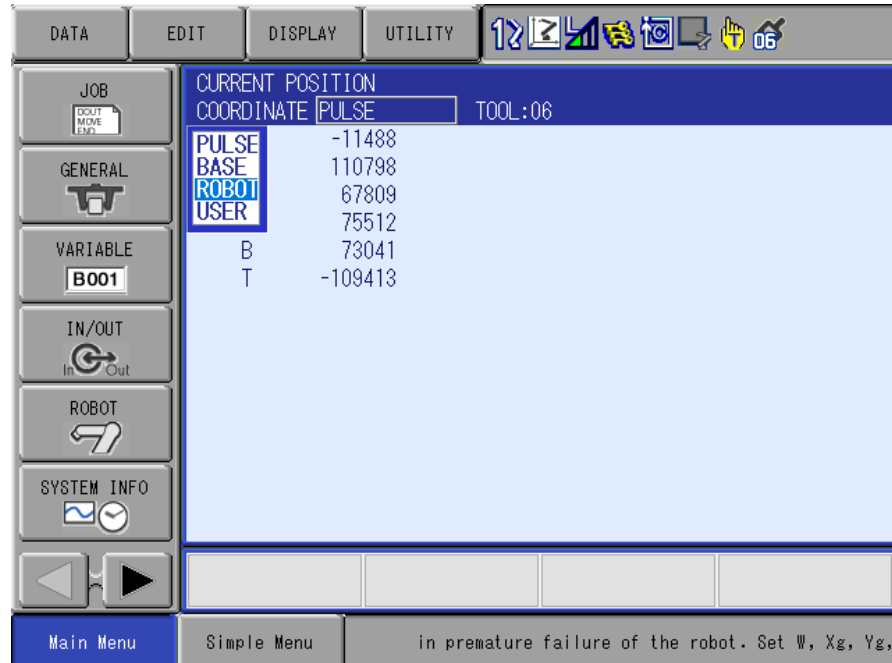 DATA EDIT DISPLAY UTILITY 06
JOB
DOUT
MOVE
END
GENERAL
VARIABLE
B001
IN/OUT
In Out
ROBOT
SYSTEM INFO
CURRENT POSITION
COORDINATE PULSE TOOL:06
PULSE -11488
BASE 110798
ROBOT 67809
USER 75512
B 73041
T -109413
Main Menu Simple Menu in premature failure of the robot. Set W, Xg, Yg,